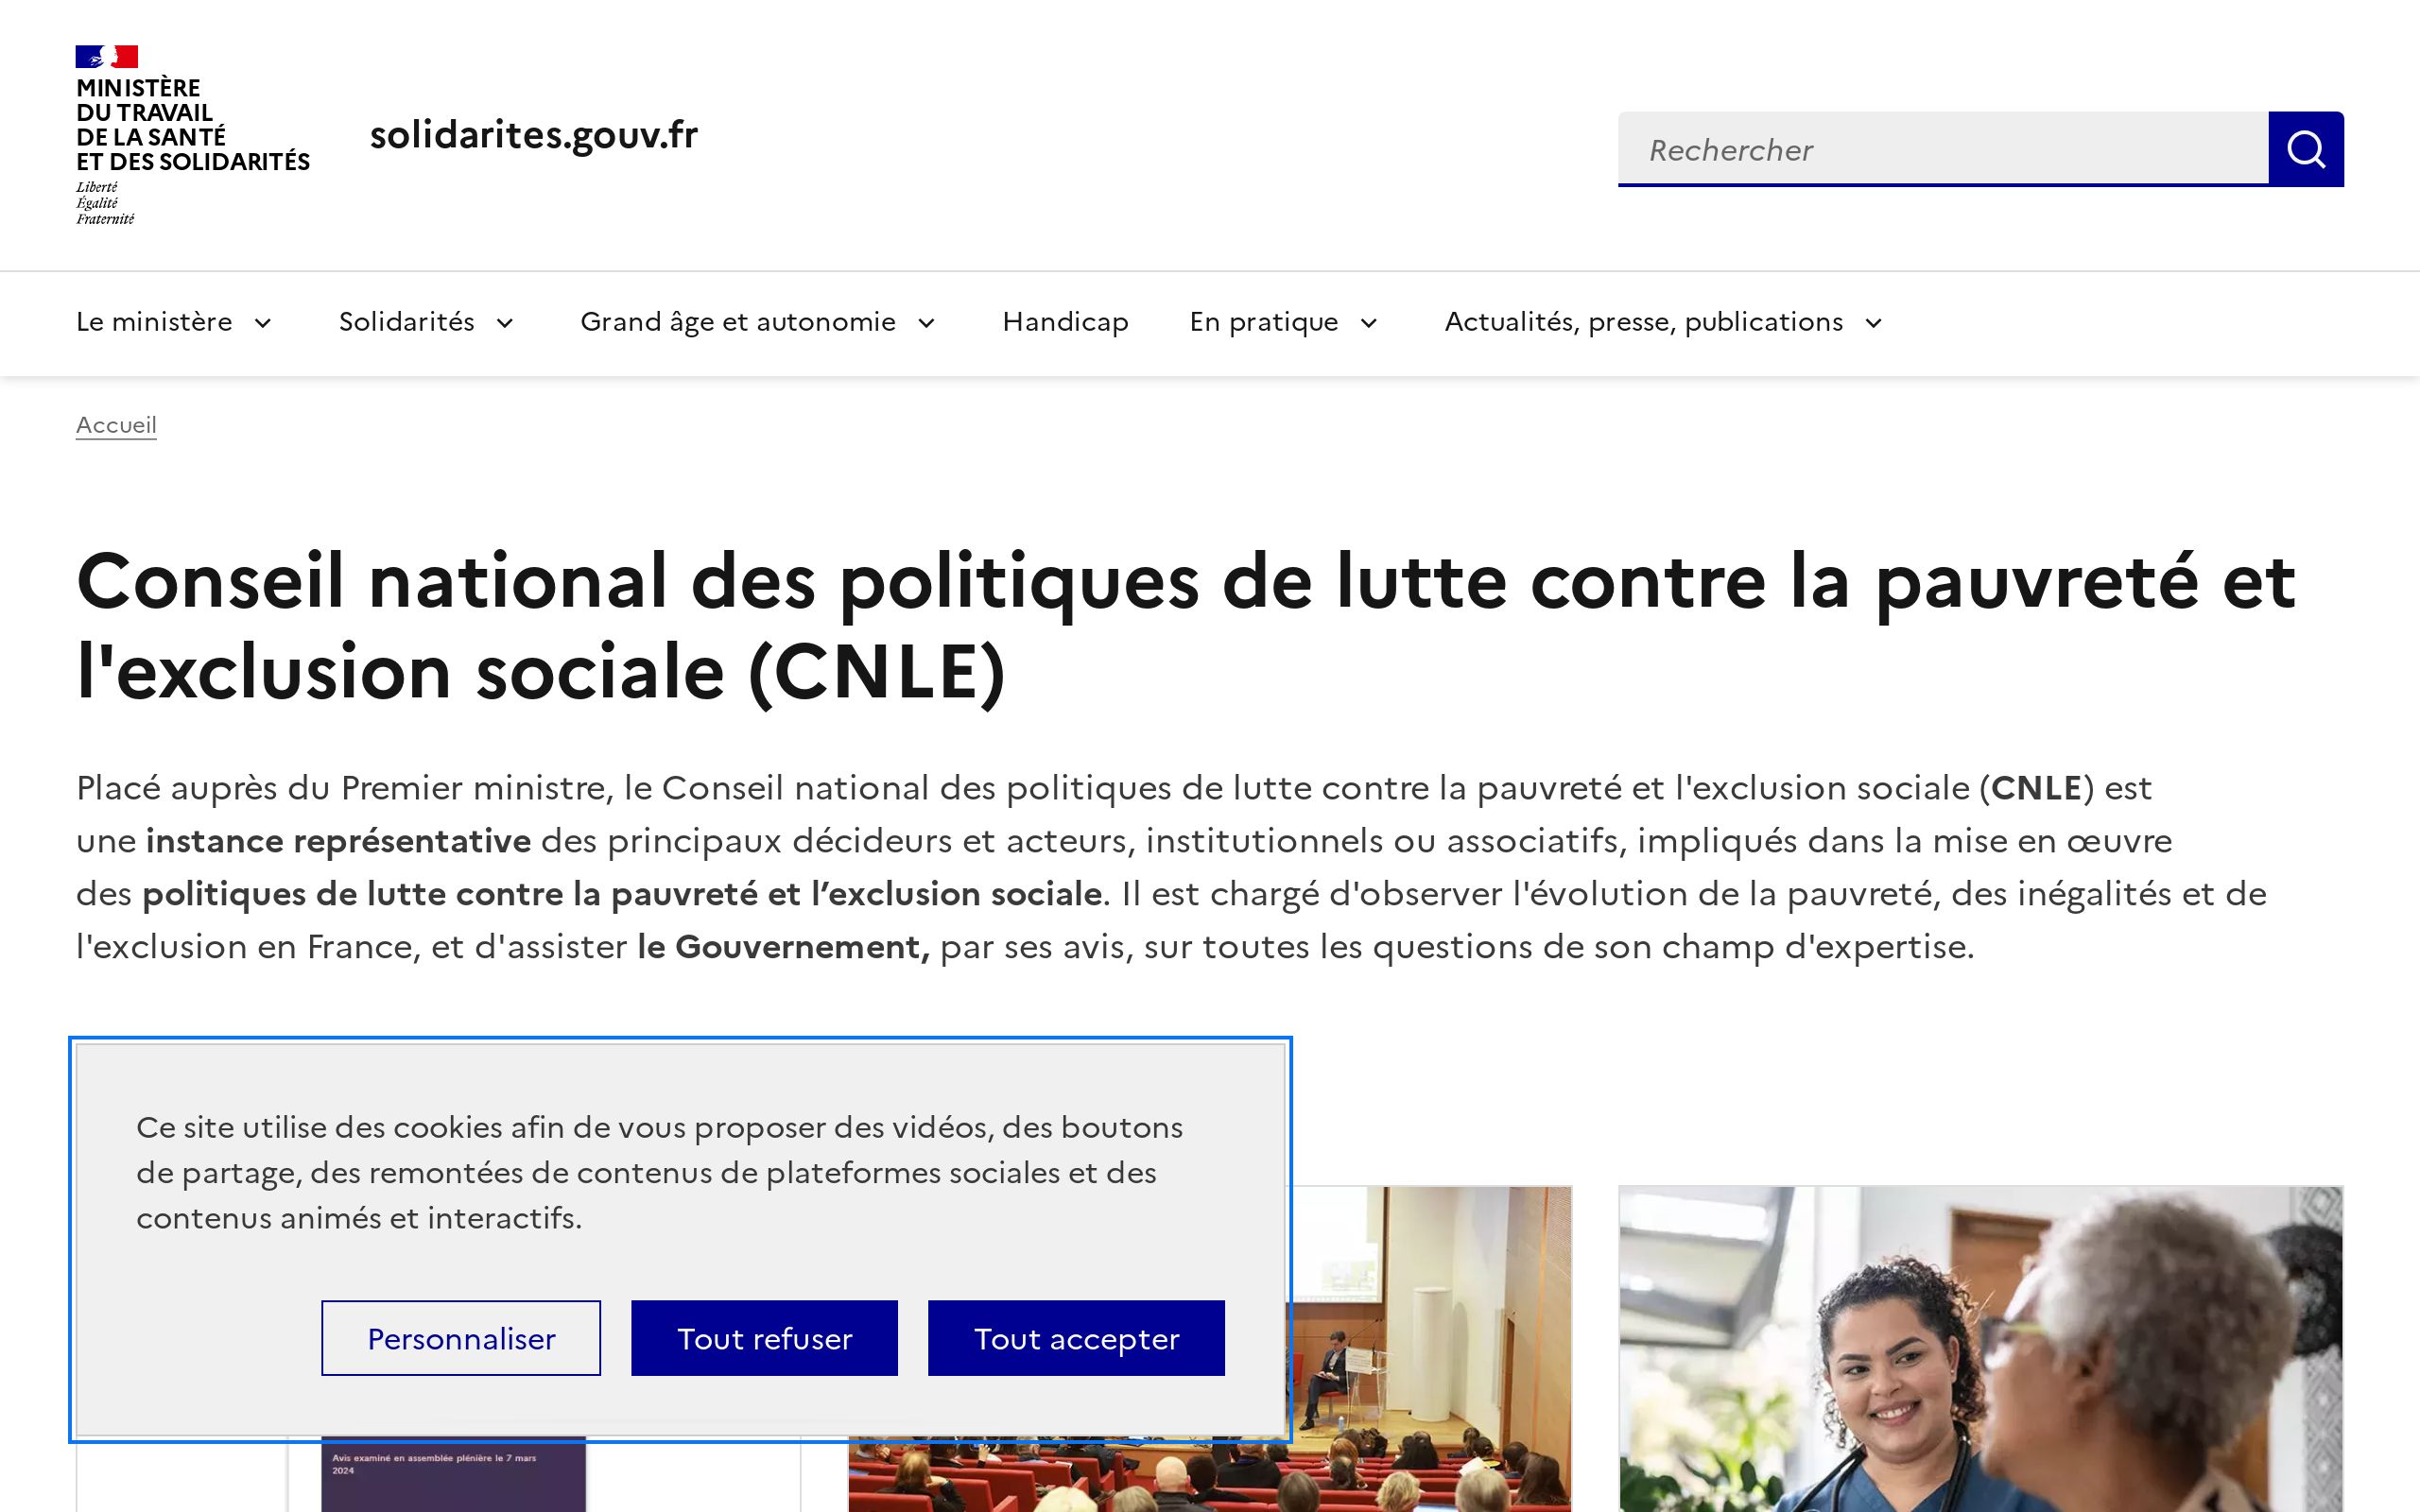 MINISTÈRE
DU TRAVAIL
DE LA SANTÉ
ET DES SOLIDARITÉS
Liberté
Égalité
Fraternité
solidarites.gouv.fr
Rechercher
Le ministère
Solidarités
Grand âge et autonomie
Handicap
En pratique
Actualités, presse, publications
Accueil
Conseil national des politiques de lutte contre la pauvreté et
l'exclusion sociale (CNLE)
Placé auprès du Premier ministre, le Conseil national des politiques de lutte contre la pauvreté et l'exclusion sociale (CNLE) est
une instance représentative des principaux décideurs et acteurs, institutionnels ou associatifs, impliqués dans la mise en œuvre
des politiques de lutte contre la pauvreté et l’exclusion sociale. Il est chargé d'observer l'évolution de la pauvreté, des inégalités et de
l'exclusion en France, et d'assister le Gouvernement, par ses avis, sur toutes les questions de son champ d'expertise.
Ce site utilise des cookies afin de vous proposer des vidéos, des boutons
de partage, des remontées de contenus de plateformes sociales et des
contenus animés et interactifs.
Personnaliser
Tout refuser
Tout accepter
Avis examiné en assemblée plénière le 7 mars
2024